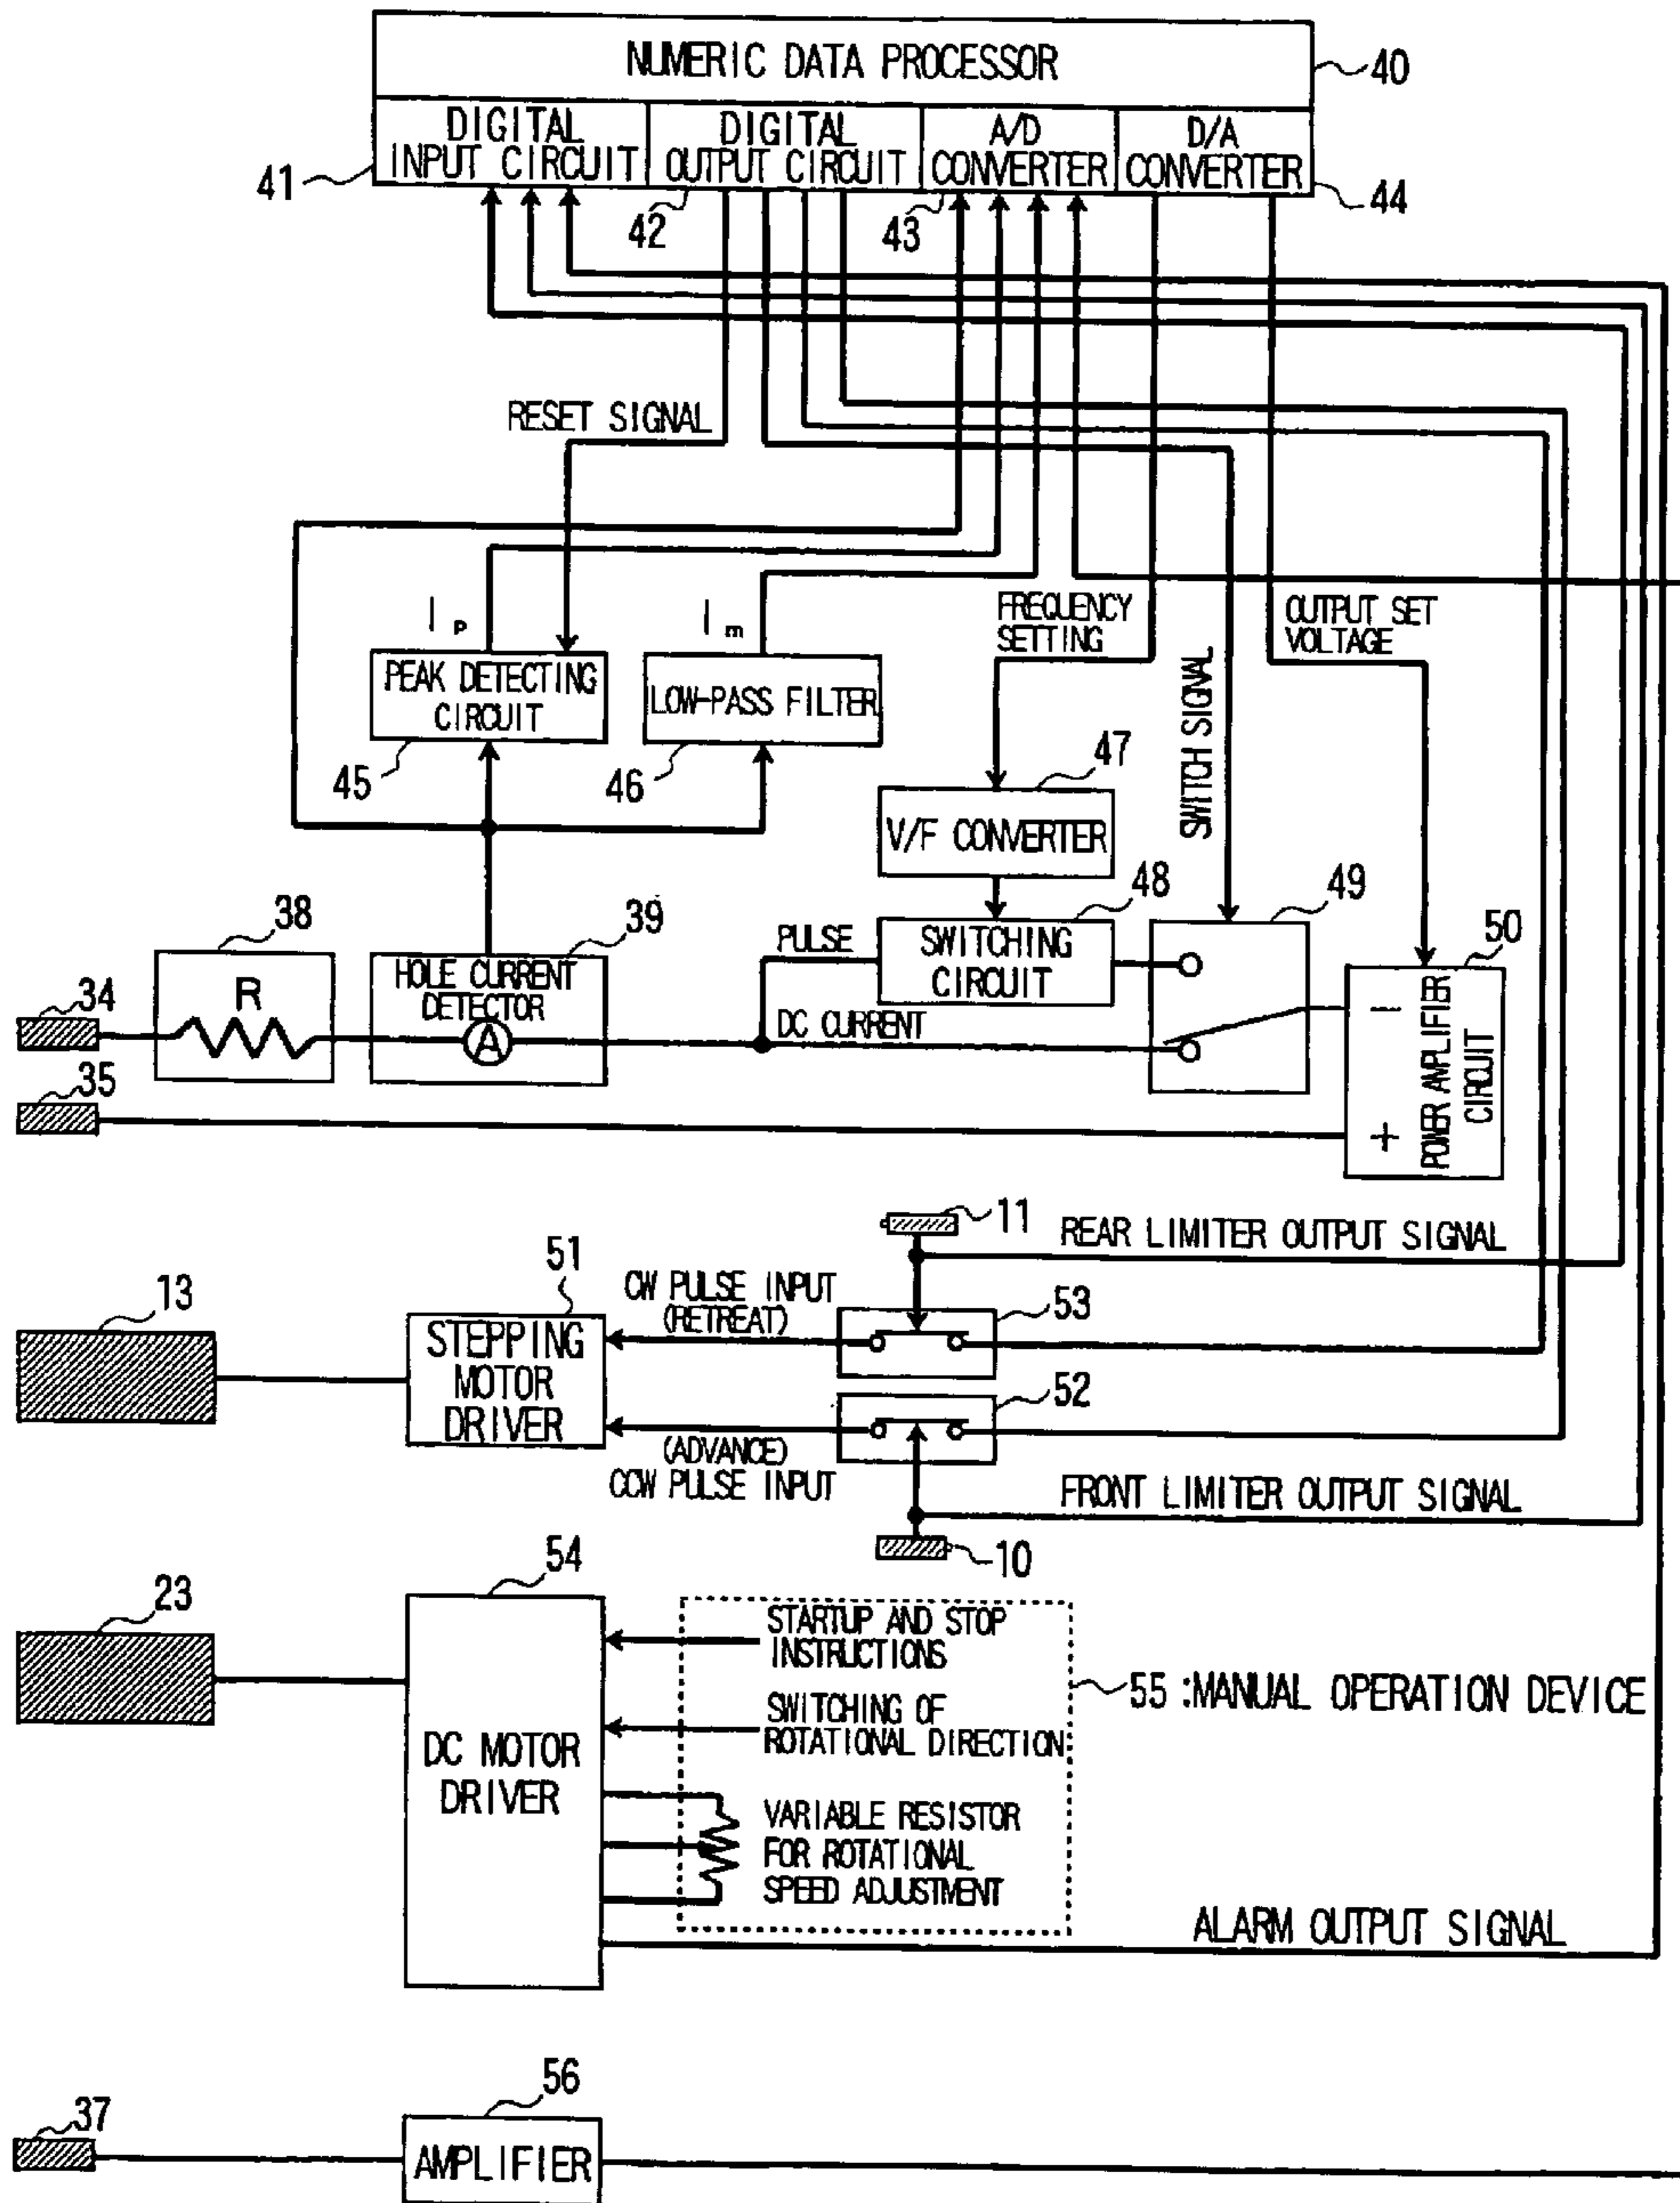 NUMERIC DATA PROCESSOR
40
DIGITAL
INPUT CIRCUIT
DIGITAL
OUTPUT CIRCUIT
A/D
CONVERTER
D/A
CONVERTER
41
42
43
44
RESET SIGNAL
I p
I m
FREQUENCY
SETTING
OUTPUT SET
VOLTAGE
SWITCH SIGNAL
PEAK DETECTING
CIRCUIT
LOW-PASS FILTER
45
46
47
V/F CONVERTER
48
49
50
38
39
PULSE
SWITCHING
CIRCUIT
HOLE CURRENT
DETECTOR
34
R
A
DC CURRENT
−
+
POWER AMPLIFIER
CIRCUIT
35
11
REAR LIMITER OUTPUT SIGNAL
51
13
CW PULSE INPUT
(RETREAT)
53
STEPPING
MOTOR
DRIVER
52
(ADVANCE)
CCW PULSE INPUT
FRONT LIMITER OUTPUT SIGNAL
10
54
23
STARTUP AND STOP
INSTRUCTIONS
55 :MANUAL OPERATION DEVICE
SWITCHING OF
ROTATIONAL DIRECTION
DC MOTOR
DRIVER
VARIABLE RESISTOR
FOR ROTATIONAL
SPEED ADJUSTMENT
ALARM OUTPUT SIGNAL
56
37
AMPLIFIER